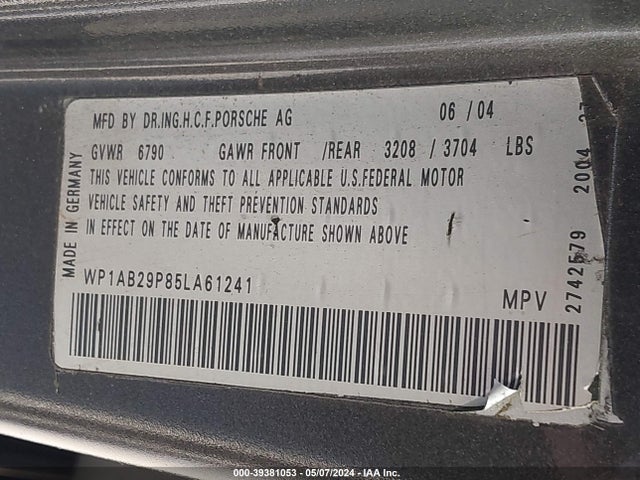 MFD BY DR.ING.H.C.F.PORSCHE AG 06 / 04
GVWR 6790 GAWR FRONT /REAR 3208 / 3704 LBS
THIS VEHICLE CONFORMS TO ALL APPLICABLE U.S.FEDERAL MOTOR
VEHICLE SAFETY AND THEFT PREVENTION STANDARDS
IN EFFECT ON THE DATE OF MANUFACTURE SHOWN ABOVE
WP1AB29P85LA61241
MPV
MADE IN GERMANY
2742579 2004 27
000-39381053 - 05/07/2024 - IAA Inc.